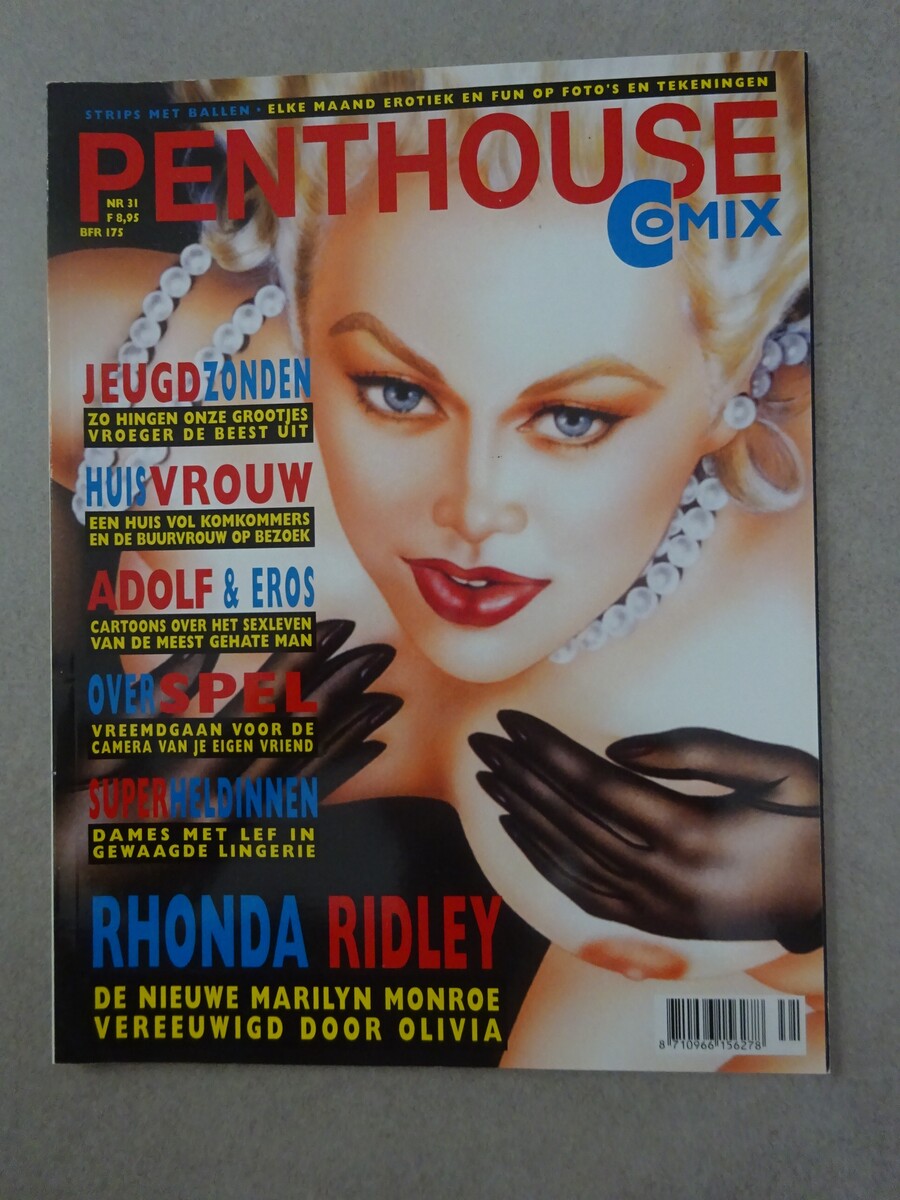 STRIPS MET BALLEN • ELKE MAAND EROTIEK EN FUN OP FOTO'S EN TEKENINGEN
PENTHOUSE
COMIX
NR 31
F 8,95
BFR 175
JEUGDZONDEN
ZO HINGEN ONZE GROOTJES
VROEGER DE BEEST UIT
HUISVROUW
EEN HUIS VOL KOMKOMMERS
EN DE BUURVROUW OP BEZOEK
ADOLF & EROS
CARTOONS OVER HET SEXLEVEN
VAN DE MEEST GEHATE MAN
OVERSPEL
VREEMDGAAN VOOR DE
CAMERA VAN JE EIGEN VRIEND
SUPERHELDINNEN
DAMES MET LEF IN
GEWAAGDE LINGERIE
RHONDA RIDLEY
DE NIEUWE MARILYN MONROE
VEREEUWIGD DOOR OLIVIA
8 710966 156278